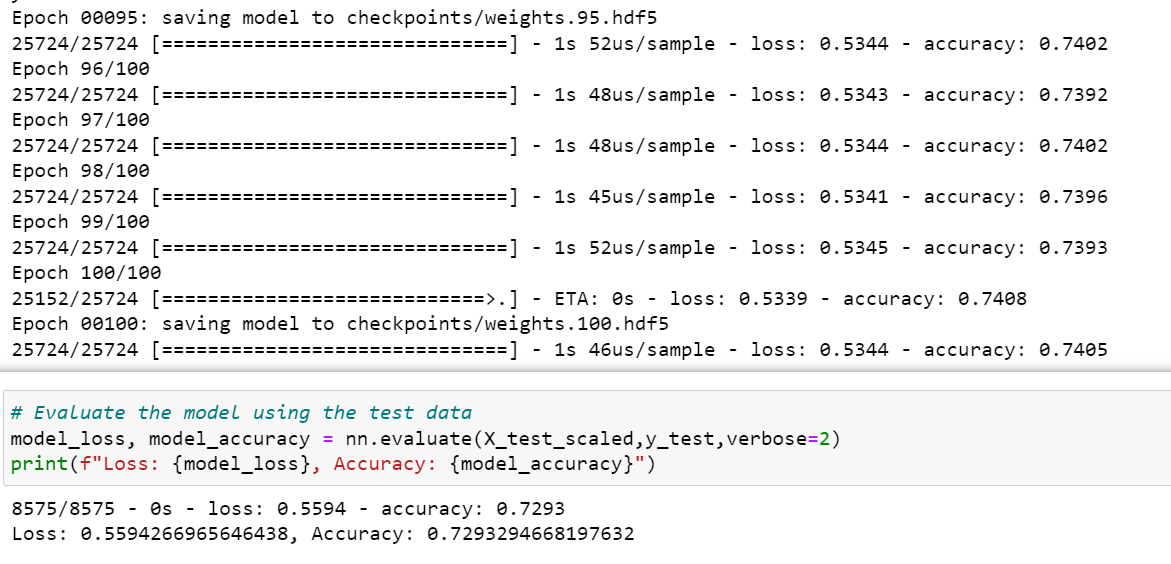 Epoch 00095: saving model to checkpoints/weights.95.hdf5
25724/25724 [==============================] - 1s 52us/sample - loss: 0.5344 - accuracy: 0.7402
Epoch 96/100
25724/25724 [==============================] - 1s 48us/sample - loss: 0.5343 - accuracy: 0.7392
Epoch 97/100
25724/25724 [==============================] - 1s 48us/sample - loss: 0.5344 - accuracy: 0.7402
Epoch 98/100
25724/25724 [==============================] - 1s 45us/sample - loss: 0.5341 - accuracy: 0.7396
Epoch 99/100
25724/25724 [==============================] - 1s 52us/sample - loss: 0.5345 - accuracy: 0.7393
Epoch 100/100
25152/25724 [============================>.] - ETA: 0s - loss: 0.5339 - accuracy: 0.7408
Epoch 00100: saving model to checkpoints/weights.100.hdf5
25724/25724 [==============================] - 1s 46us/sample - loss: 0.5344 - accuracy: 0.7405
# Evaluate the model using the test data
model_loss, model_accuracy = nn.evaluate(X_test_scaled,y_test,verbose=2)
print(f"Loss: {model_loss}, Accuracy: {model_accuracy}")
8575/8575 - 0s - loss: 0.5594 - accuracy: 0.7293
Loss: 0.5594266965646438, Accuracy: 0.7293294668197632